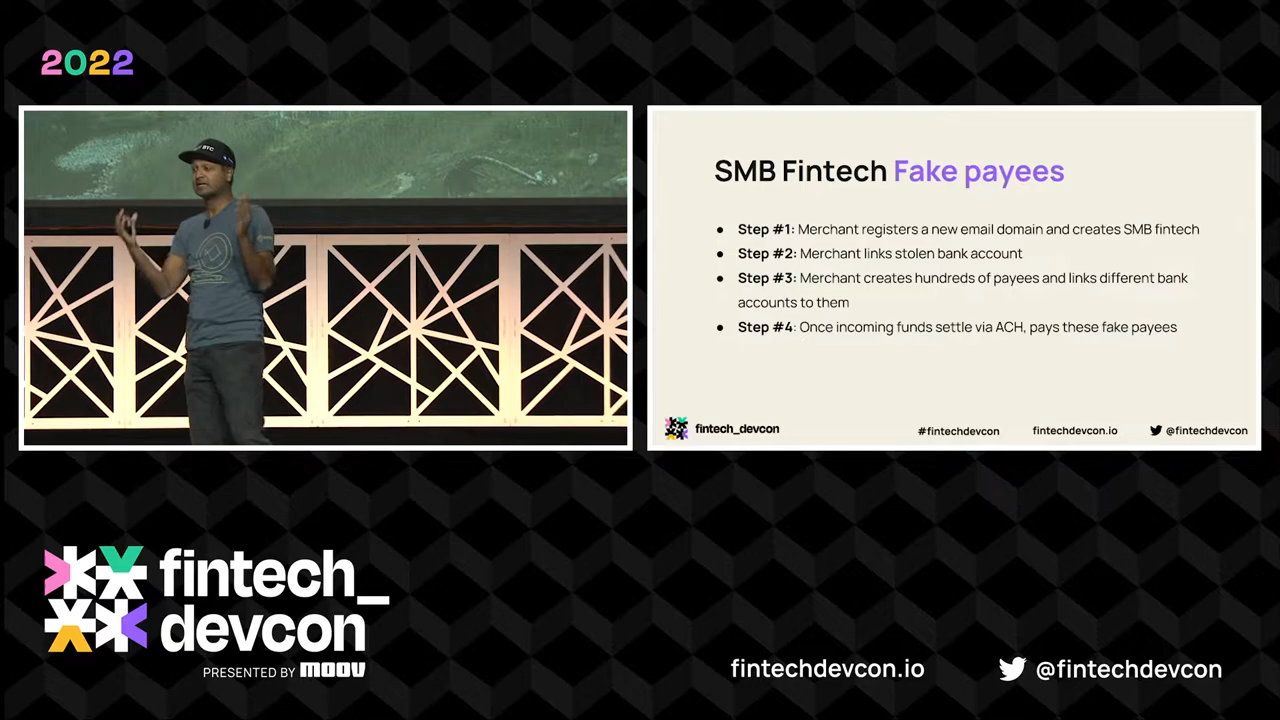 2022
BTC
SMB Fintech Fake payees
● Step #1: Merchant registers a new email domain and creates SMB fintech
● Step #2: Merchant links stolen bank account
● Step #3: Merchant creates hundreds of payees and links different bank
accounts to them
● Step #4: Once incoming funds settle via ACH, pays these fake payees
fintech_devcon
#fintechdevcon
fintechdevcon.io
@fintechdevcon
fintech_
devcon
PRESENTED BY MOOV
fintechdevcon.io
@fintechdevcon